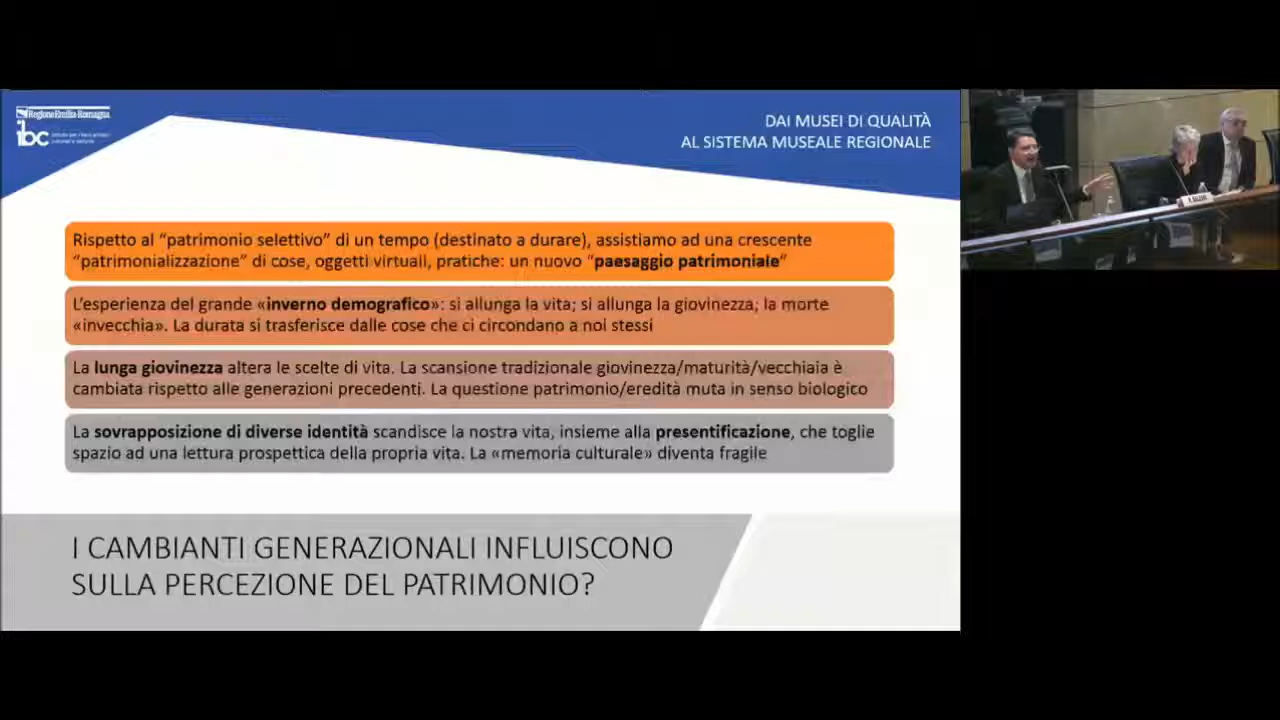 RegioneEmilia-Romagna
ibc
DAI MUSEI DI QUALITÀ
AL SISTEMA MUSEALE REGIONALE
Rispetto al “patrimonio selettivo” di un tempo (destinato a durare), assistiamo ad una crescente
“patrimonializzazione” di cose, oggetti virtuali, pratiche: un nuovo “paesaggio patrimoniale“
L’esperienza del grande «inverno demografico»: si allunga la vita; si allunga la giovinezza; la morte
«invecchia». La durata si trasferisce dalle cose che ci circondano a noi stessi
La lunga giovinezza altera le scelte di vita. La scansione tradizionale giovinezza/maturità/vecchiaia è
cambiata rispetto alle generazioni precedenti. La questione patrimonio/eredità muta in senso biologico
La sovrapposizione di diverse identità scandisce la nostra vita, insieme alla presentificazione, che toglie
spazio ad una lettura prospettica della propria vita. La «memoria culturale» diventa fragile
I CAMBIANTI GENERAZIONALI INFLUISCONO
SULLA PERCEZIONE DEL PATRIMONIO?